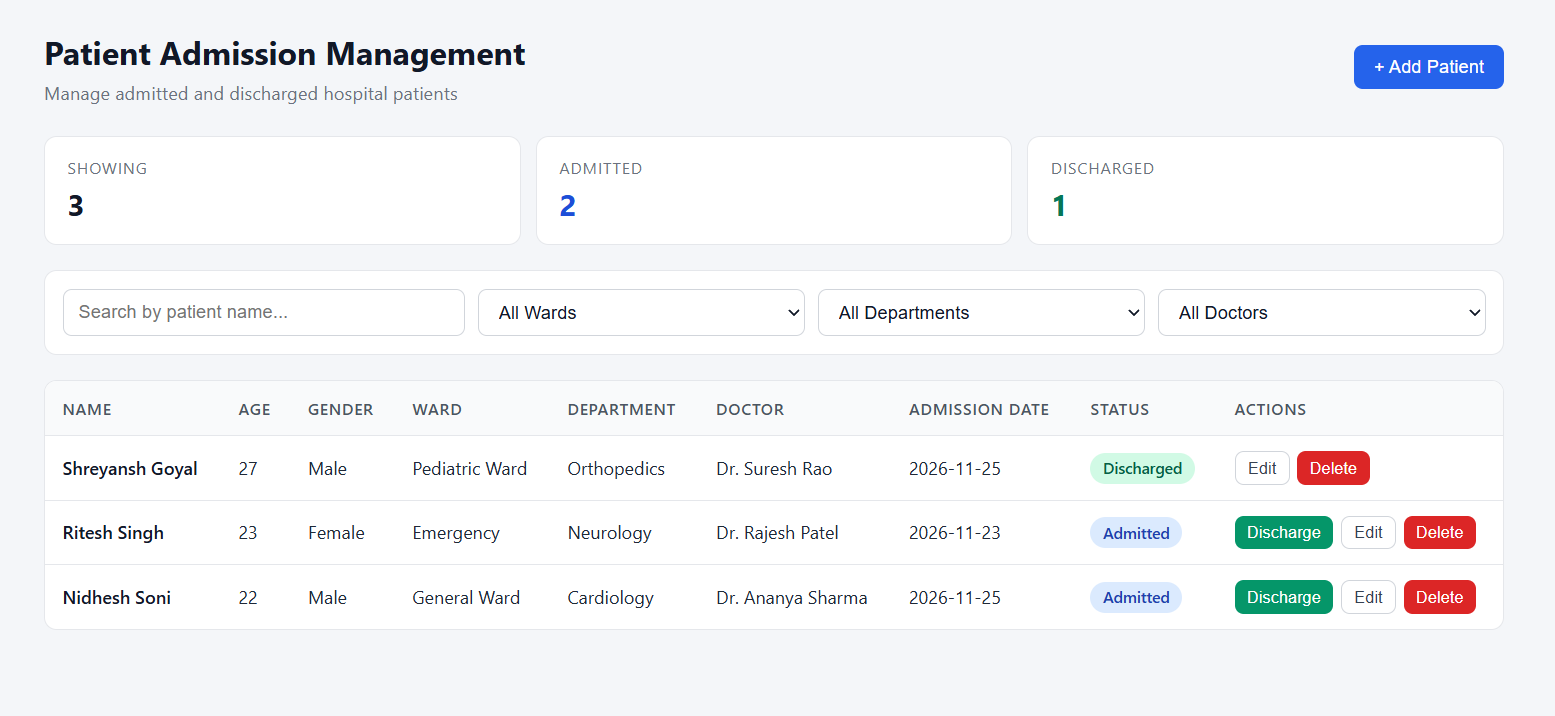 Patient Admission Management
Manage admitted and discharged hospital patients
+ Add Patient
SHOWING
3
ADMITTED
2
DISCHARGED
1
Search by patient name...
All Wards
All Departments
All Doctors
NAME AGE GENDER WARD DEPARTMENT DOCTOR ADMISSION DATE STATUS ACTIONS
Shreyansh Goyal 27 Male Pediatric Ward Orthopedics Dr. Suresh Rao 2026-11-25 Discharged Edit Delete
Ritesh Singh 23 Female Emergency Neurology Dr. Rajesh Patel 2026-11-23 Admitted Discharge Edit Delete
Nidhesh Soni 22 Male General Ward Cardiology Dr. Ananya Sharma 2026-11-25 Admitted Discharge Edit Delete